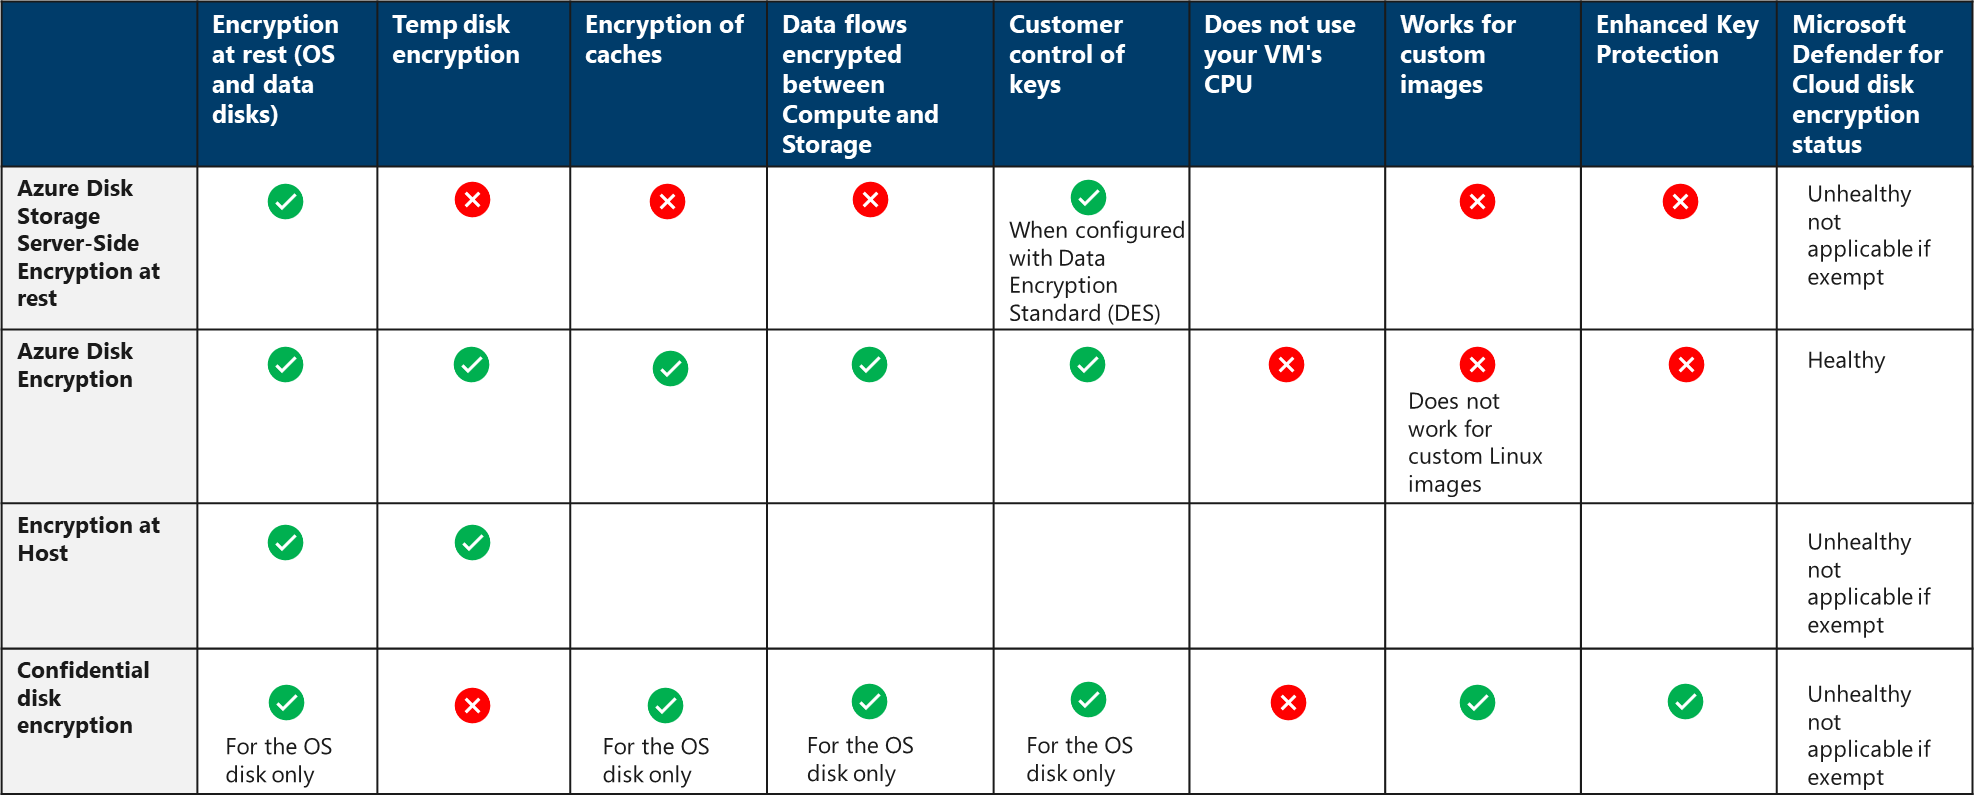 Encryption
at rest (OS
and data
disks)
Temp disk
encryption
Encryption of
caches
Data flows
encrypted
between
Compute and
Storage
Customer
control of
keys
Does not use
your VM's
CPU
Works for
custom
images
Enhanced Key
Protection
Microsoft
Defender for
Cloud disk
encryption
status
Azure Disk
Storage
Server-Side
Encryption at
rest
When configured
with Data
Encryption
Standard (DES)
Unhealthy
not
applicable if
exempt
Azure Disk
Encryption
Does not
work for
custom Linux
images
Healthy
Encryption at
Host
Unhealthy
not
applicable if
exempt
Confidential
disk
encryption
For the OS
disk only
For the OS
disk only
For the OS
disk only
For the OS
disk only
Unhealthy
not
applicable if
exempt